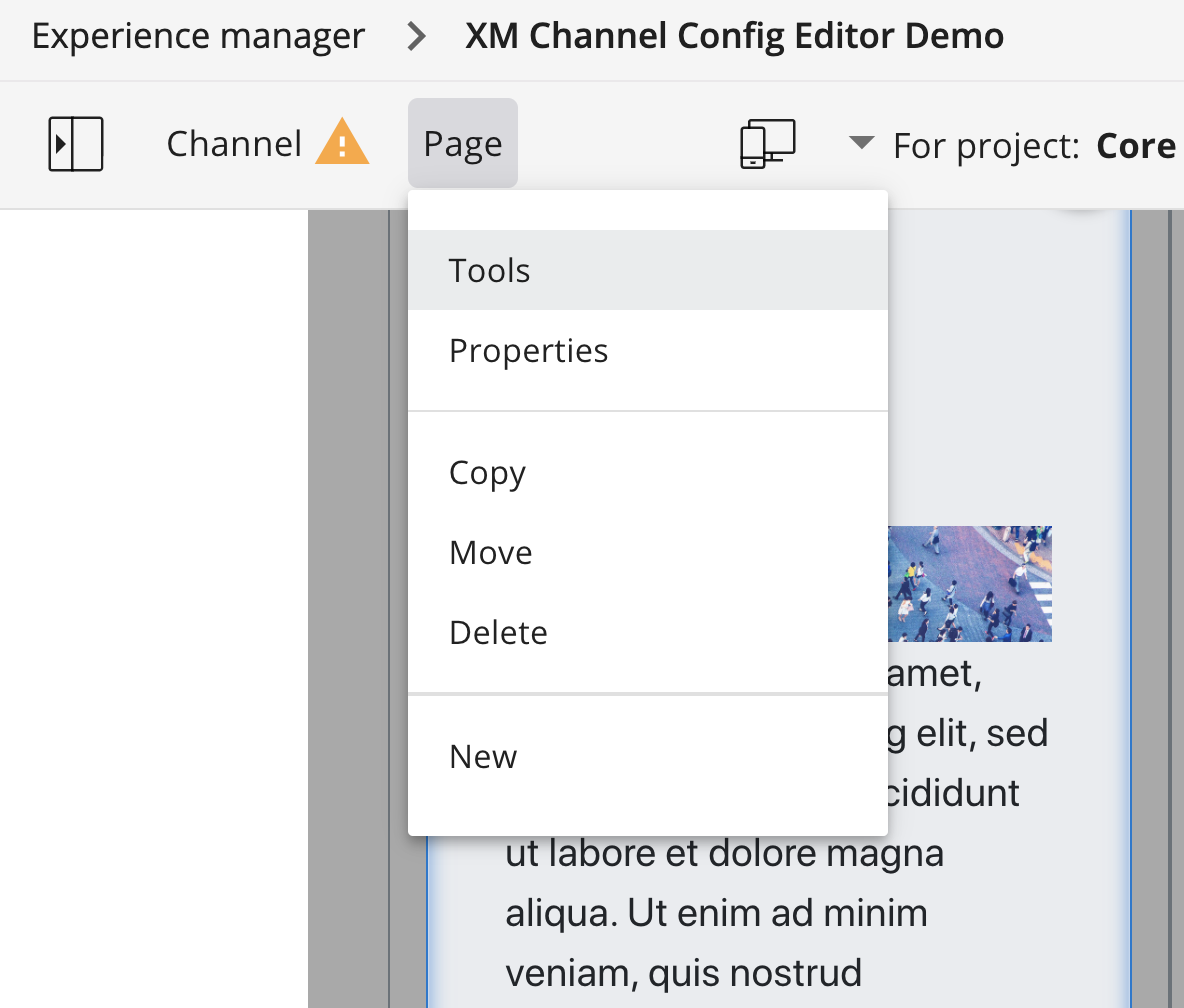 Experience manager > XM Channel Config Editor Demo
Channel Page For project: Core
Tools
Properties
Copy
Move
Delete
New
amet,
g elit, sed
cididunt
ut labore et dolore magna
aliqua. Ut enim ad minim
veniam, quis nostrud